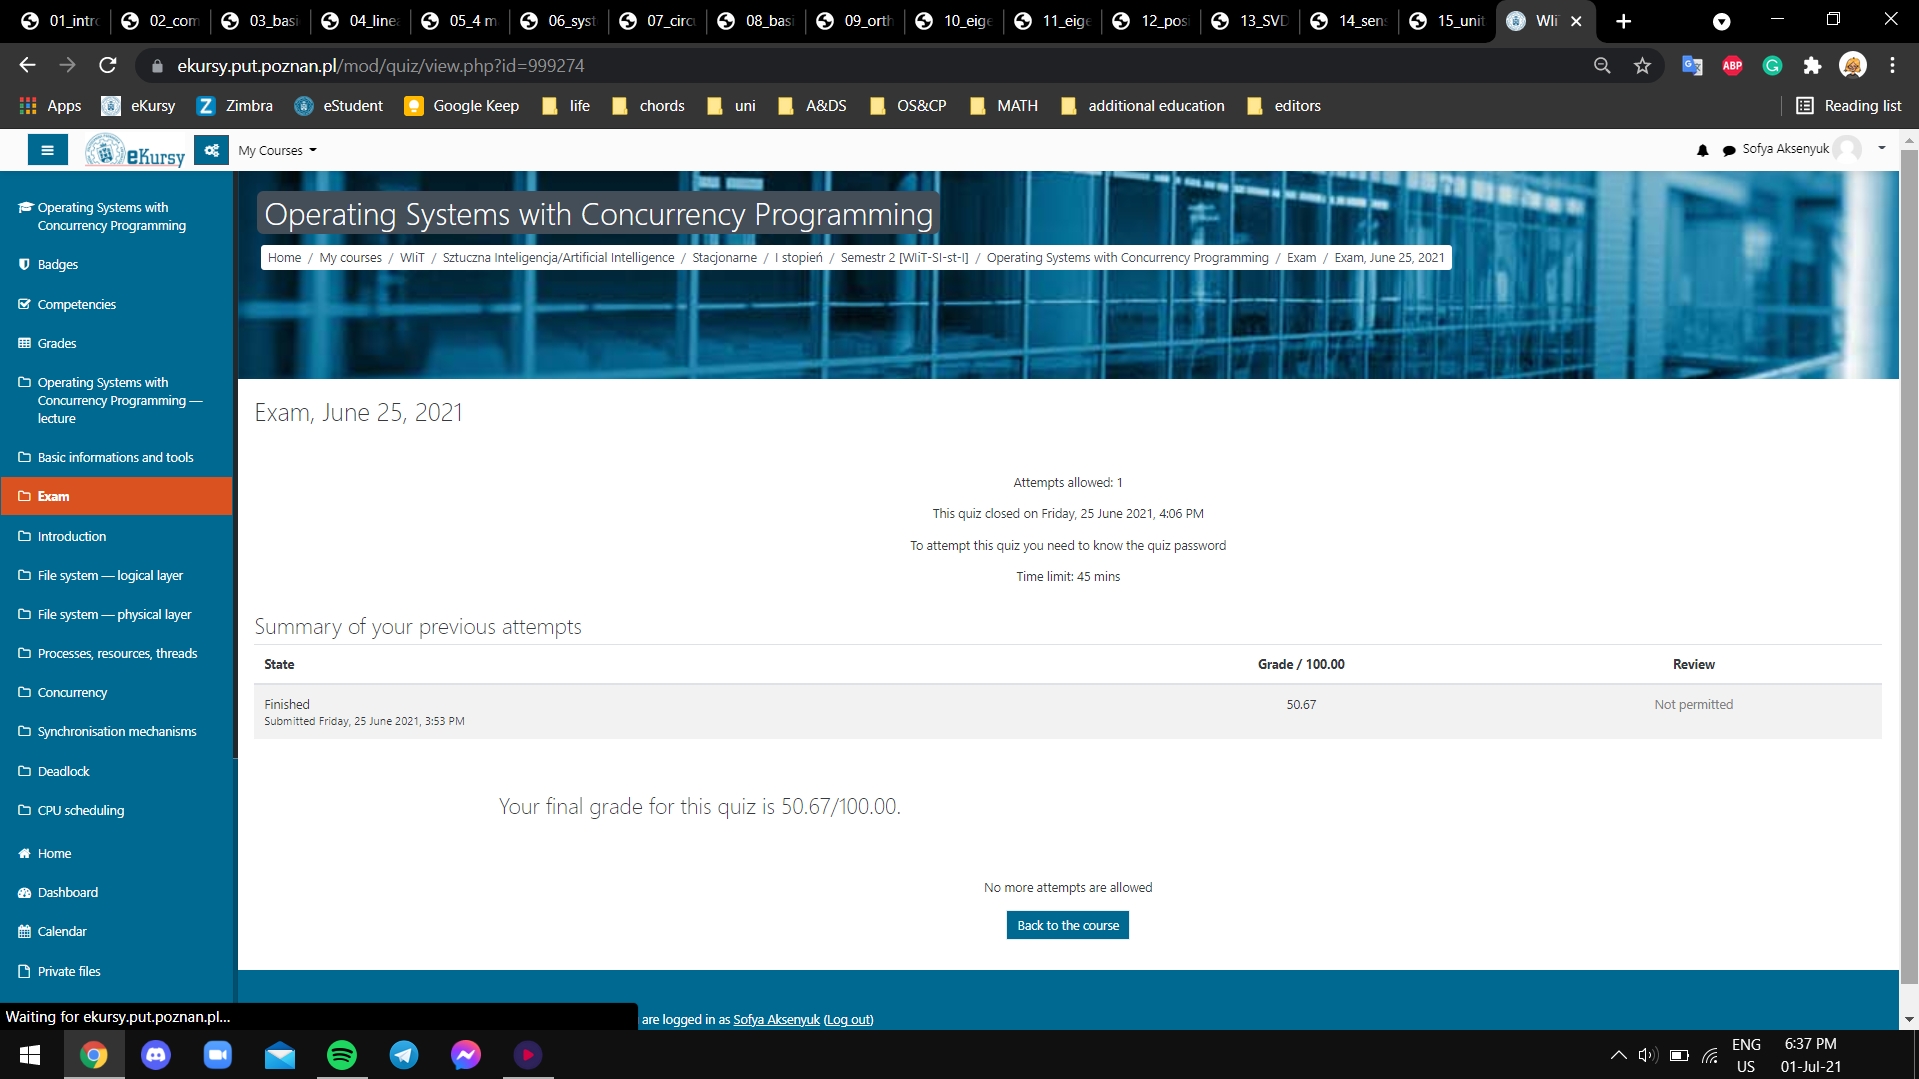 01_intr
02_com
03_basi
04_line
05_4 m
06_syst
07_circ
08_basi
09_orth
10_eige
11_eige
12_posi
13_SVD
14_sens
15_unit
WIi
ekursy.put.poznan.pl/mod/quiz/view.php?id=999274
ABP
Apps
eKursy
Zimbra
eStudent
Google Keep
life
chords
uni
A&DS
OS&CP
MATH
additional education
editors
Reading list
eKursy
My Courses
Sofya Aksenyuk
Operating Systems with
Concurrency Programming
Badges
Competencies
Grades
Operating Systems with
Concurrency Programming —
lecture
Basic informations and tools
Exam
Introduction
File system — logical layer
File system — physical layer
Processes, resources, threads
Concurrency
Synchronisation mechanisms
Deadlock
CPU scheduling
Home
Dashboard
Calendar
Private files
Operating Systems with Concurrency Programming
Home / My courses / WIiT / Sztuczna Inteligencja/Artificial Intelligence / Stacjonarne / I stopień / Semestr 2 [WIiT-SI-st-I] / Operating Systems with Concurrency Programming / Exam / Exam, June 25, 2021
Exam, June 25, 2021
Attempts allowed: 1
This quiz closed on Friday, 25 June 2021, 4:06 PM
To attempt this quiz you need to know the quiz password
Time limit: 45 mins
Summary of your previous attempts
State Grade / 100.00 Review
Finished 50.67 Not permitted
Submitted Friday, 25 June 2021, 3:53 PM
Your final grade for this quiz is 50.67/100.00.
No more attempts are allowed
Back to the course
Waiting for ekursy.put.poznan.pl...
are logged in as Sofya Aksenyuk (Log out)
ENG
US
6:37 PM
01-Jul-21